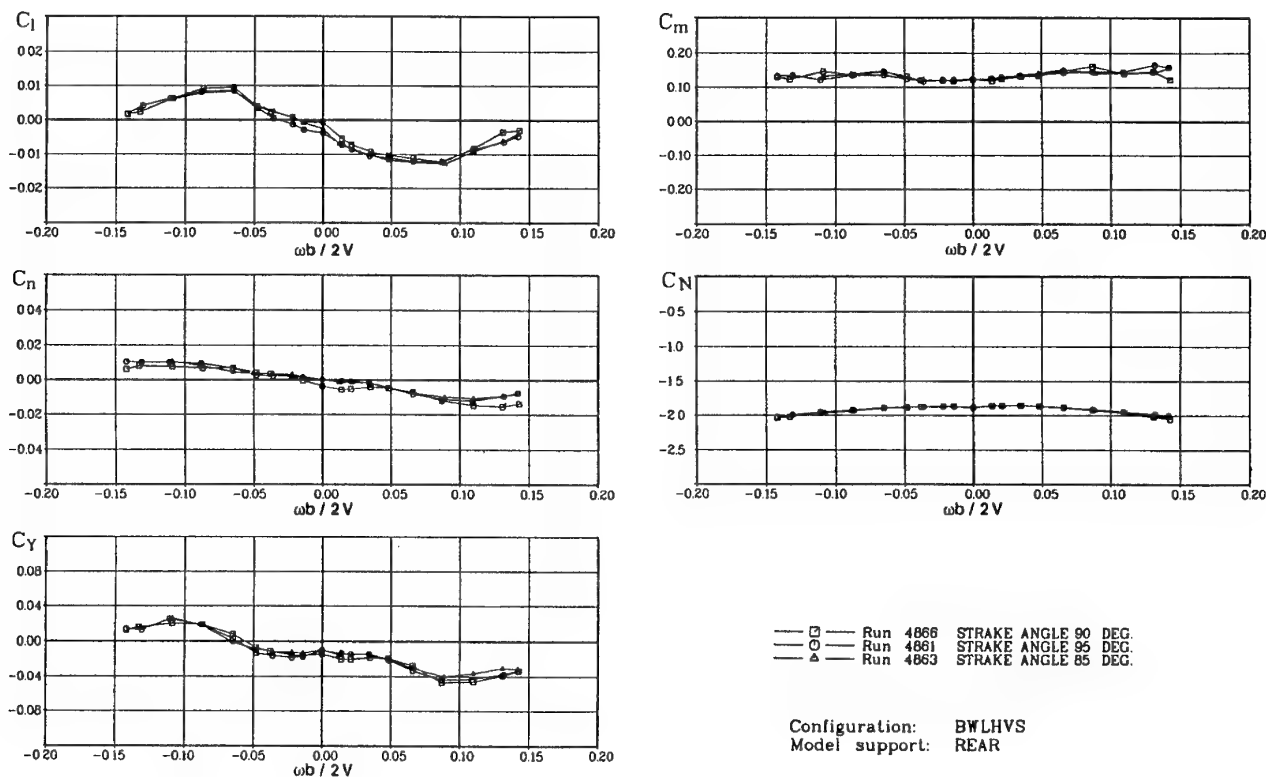 C_l
0.02
0.01
0.00
−0.01
−0.02
−0.20 −0.15 −0.10 −0.05 0.00 0.05 0.10 0.15 0.20
ωb / 2V
C_m
0.20
0.10
0.00
−0.10
−0.20
−0.20 −0.15 −0.10 −0.05 0.00 0.05 0.10 0.15 0.20
ωb / 2V
C_n
0.04
0.02
0.00
−0.02
−0.04
−0.20 −0.15 −0.10 −0.05 0.00 0.05 0.10 0.15 0.20
ωb / 2V
C_N
−0.5
−1.0
−1.5
−2.0
−2.5
−0.20 −0.15 −0.10 −0.05 0.00 0.05 0.10 0.15 0.20
ωb / 2V
C_Y
0.08
0.04
0.00
−0.04
−0.08
−0.20 −0.15 −0.10 −0.05 0.00 0.05 0.10 0.15 0.20
ωb / 2V
Run 4866 STRAKE ANGLE 90 DEG.
Run 4861 STRAKE ANGLE 95 DEG.
Run 4863 STRAKE ANGLE 85 DEG.
Configuration: BWLHVS
Model support: REAR